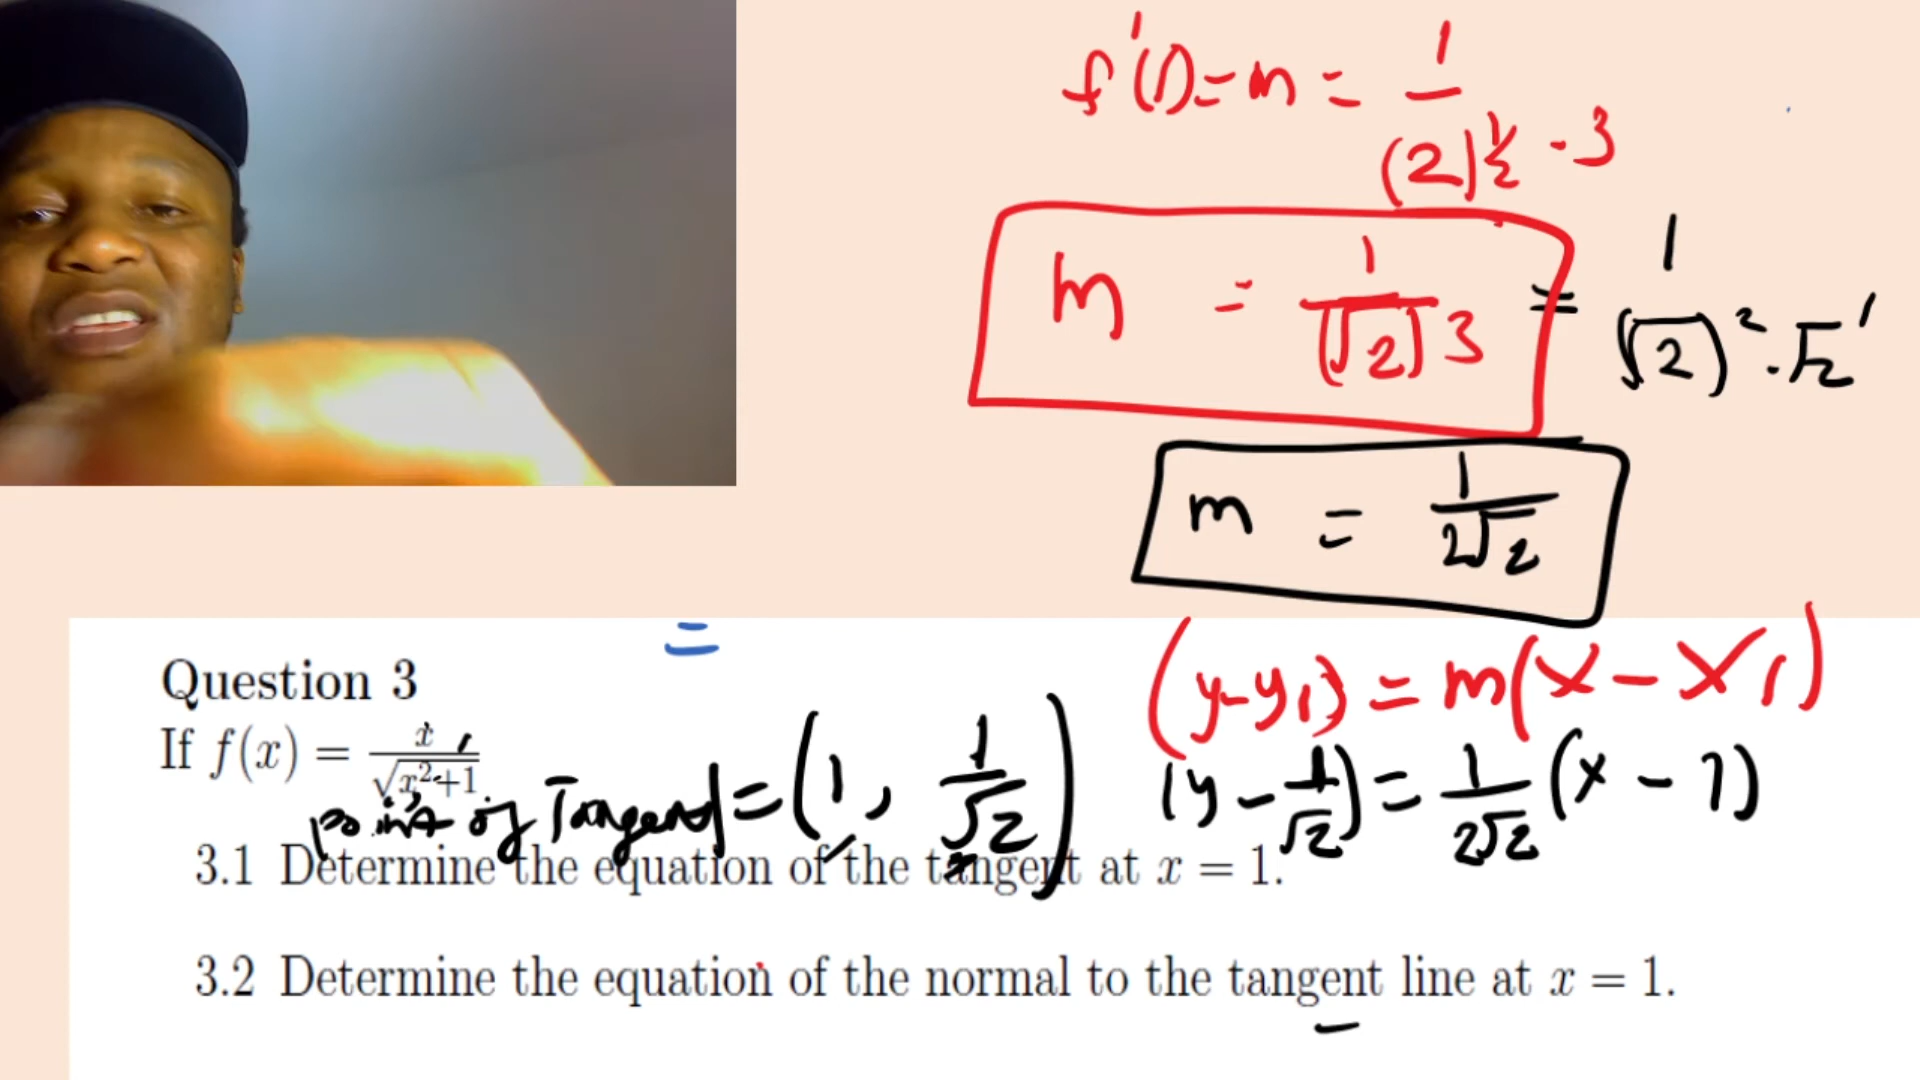 f'(1) = m = 1/(2)^{1/2 · 3}
m = 1/(√2)3 = 1/((√2)² · √2')
m = 1/(2√2)
=
(y-y₁) = m(x - x₁)
Question 3
If f(x) = x/√(x²+1)
point of Tangent = (1, 1/√2)
(y - 1/√2) = 1/(2√2) (x - 1)
3.1 Determine the equation of the tangent at x = 1.
3.2 Determine the equation of the normal to the tangent line at x = 1.